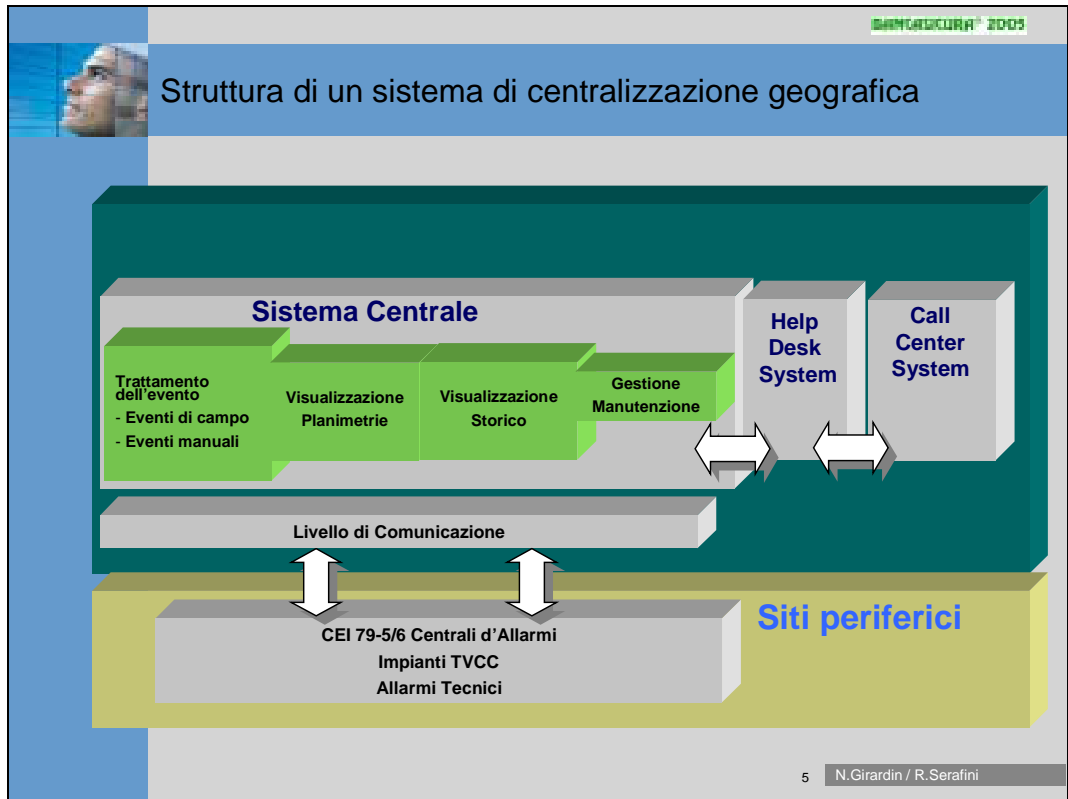 BANCASICURA® 2005
Struttura di un sistema di centralizzazione geografica
Sistema Centrale
Trattamento
dell'evento
- Eventi di campo
- Eventi manuali
Visualizzazione
Planimetrie
Visualizzazione
Storico
Gestione
Manutenzione
Help
Desk
System
Call
Center
System
Livello di Comunicazione
Siti periferici
CEI 79-5/6 Centrali d'Allarmi
Impianti TVCC
Allarmi Tecnici
5
N.Girardin / R.Serafini